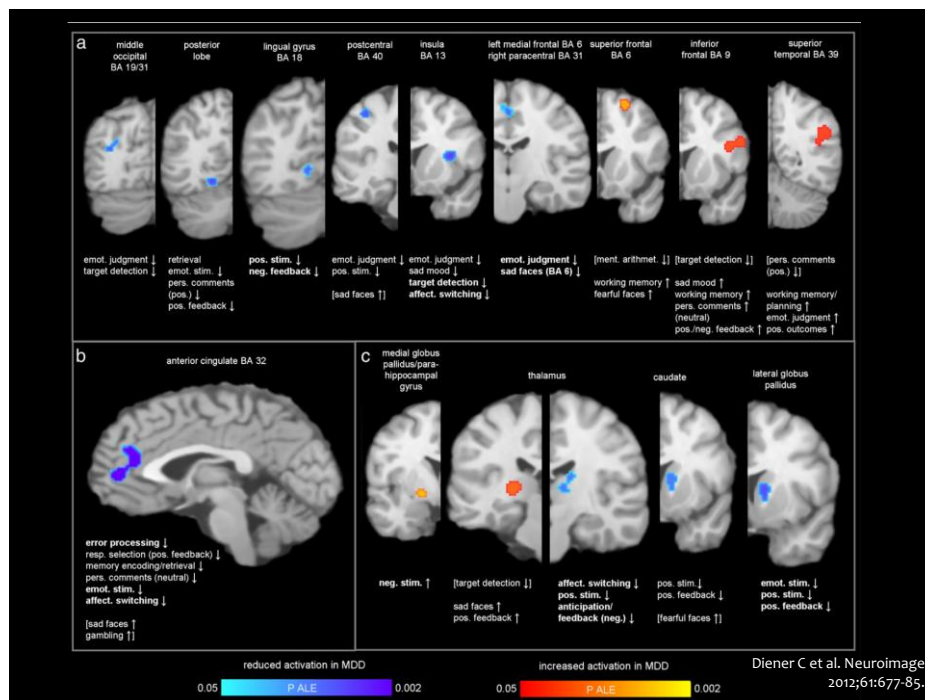 a
middle
occipital
BA 19/31
posterior
lobe
lingual gyrus
BA 18
postcentral
BA 40
insula
BA 13
left medial frontal BA 6
right paracentral BA 31
superior frontal
BA 6
inferior
frontal BA 9
superior
temporal BA 39
emot. judgment ↓
target detection ↓
retrieval
emot. stim. ↓
pers. comments
(pos.) ↓
pos. feedback ↓
pos. stim. ↓
neg. feedback ↓
emot. judgment ↓
pos. stim. ↓
[sad faces ↑]
emot. judgment ↓
sad mood ↓
target detection ↓
affect. switching ↓
emot. judgment ↓
sad faces (BA 6) ↓
[ment. arithmet. ↓]
working memory ↑
fearful faces ↑
[target detection ↓]
sad mood ↑
working memory ↑
pers. comments ↑
(neutral)
pos./neg. feedback ↑
[pers. comments
(pos.) ↓]
working memory/
planning ↑
emot. judgment ↑
pos. outcomes ↑
b
anterior cingulate BA 32
error processing ↓
resp. selection (pos. feedback) ↓
memory encoding/retrieval ↓
pers. comments (neutral) ↓
emot. stim. ↓
affect. switching ↓
[sad faces ↑
gambling ↑]
c
medial globus
pallidus/para-
hippocampal
gyrus
thalamus
caudate
lateral globus
pallidus
neg. stim. ↑
[target detection ↓]
sad faces ↑
pos. feedback ↑
affect. switching ↓
pos. stim. ↓
anticipation/
feedback (neg.) ↓
pos. stim.↓
pos. feedback ↓
[fearful faces ↑]
emot. stim. ↓
pos. stim. ↓
pos. feedback ↓
reduced activation in MDD
0.05 P ALE 0.002
increased activation in MDD
0.05 P ALE 0.002
Diener C et al. Neuroimage
2012;61:677-85.